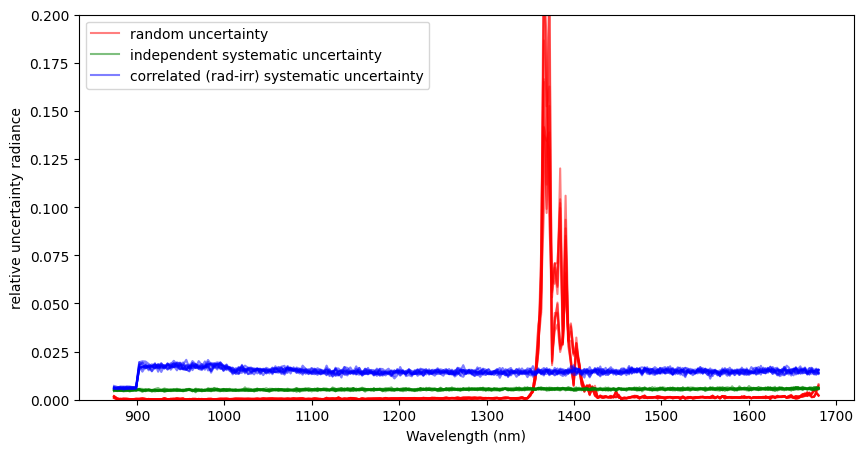 0.200
0.175
0.150
0.125
0.100
0.075
0.050
0.025
0.000
relative uncertainty radiance
random uncertainty
independent systematic uncertainty
correlated (rad-irr) systematic uncertainty
900 1000 1100 1200 1300 1400 1500 1600 1700
Wavelength (nm)